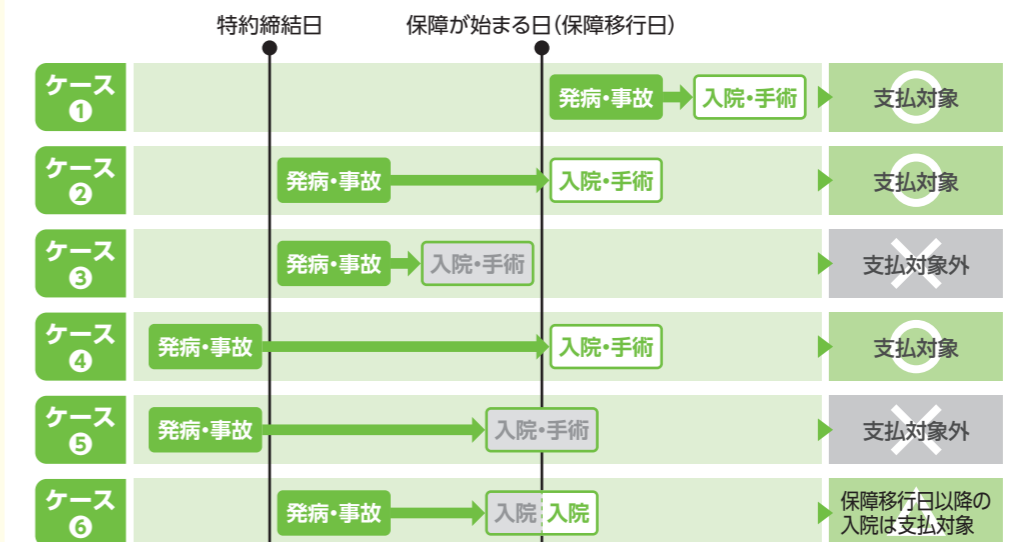 特約締結日
保障が始まる日(保障移行日)
ケース
❶
発病・事故
入院・手術
支払対象
ケース
❷
発病・事故
入院・手術
支払対象
ケース
❸
発病・事故
入院・手術
支払対象外
ケース
❹
発病・事故
入院・手術
支払対象
ケース
❺
発病・事故
入院・手術
支払対象外
ケース
❻
発病・事故
入院
入院
保障移行日以降の
入院は支払対象